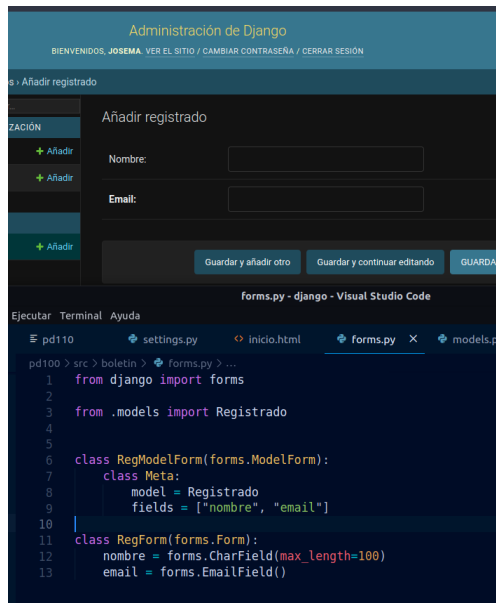 Administración de Django
BIENVENIDOS, JOSEMA. VER EL SITIO / CAMBIAR CONTRASEÑA / CERRAR SESIÓN
os › Añadir registrado
ZACIÓN
+ Añadir
+ Añadir
+ Añadir
Añadir registrado
Nombre:
Email:
Guardar y añadir otro Guardar y continuar editando GUARDA
forms.py - django - Visual Studio Code
Ejecutar Terminal Ayuda
pd110 settings.py inicio.html forms.py × models.p
pd100 > src > boletin > forms.py > ...
1 from django import forms
2
3 from .models import Registrado
4
5
6 class RegModelForm(forms.ModelForm):
7 class Meta:
8 model = Registrado
9 fields = ["nombre", "email"]
10
11 class RegForm(forms.Form):
12 nombre = forms.CharField(max_length=100)
13 email = forms.EmailField()